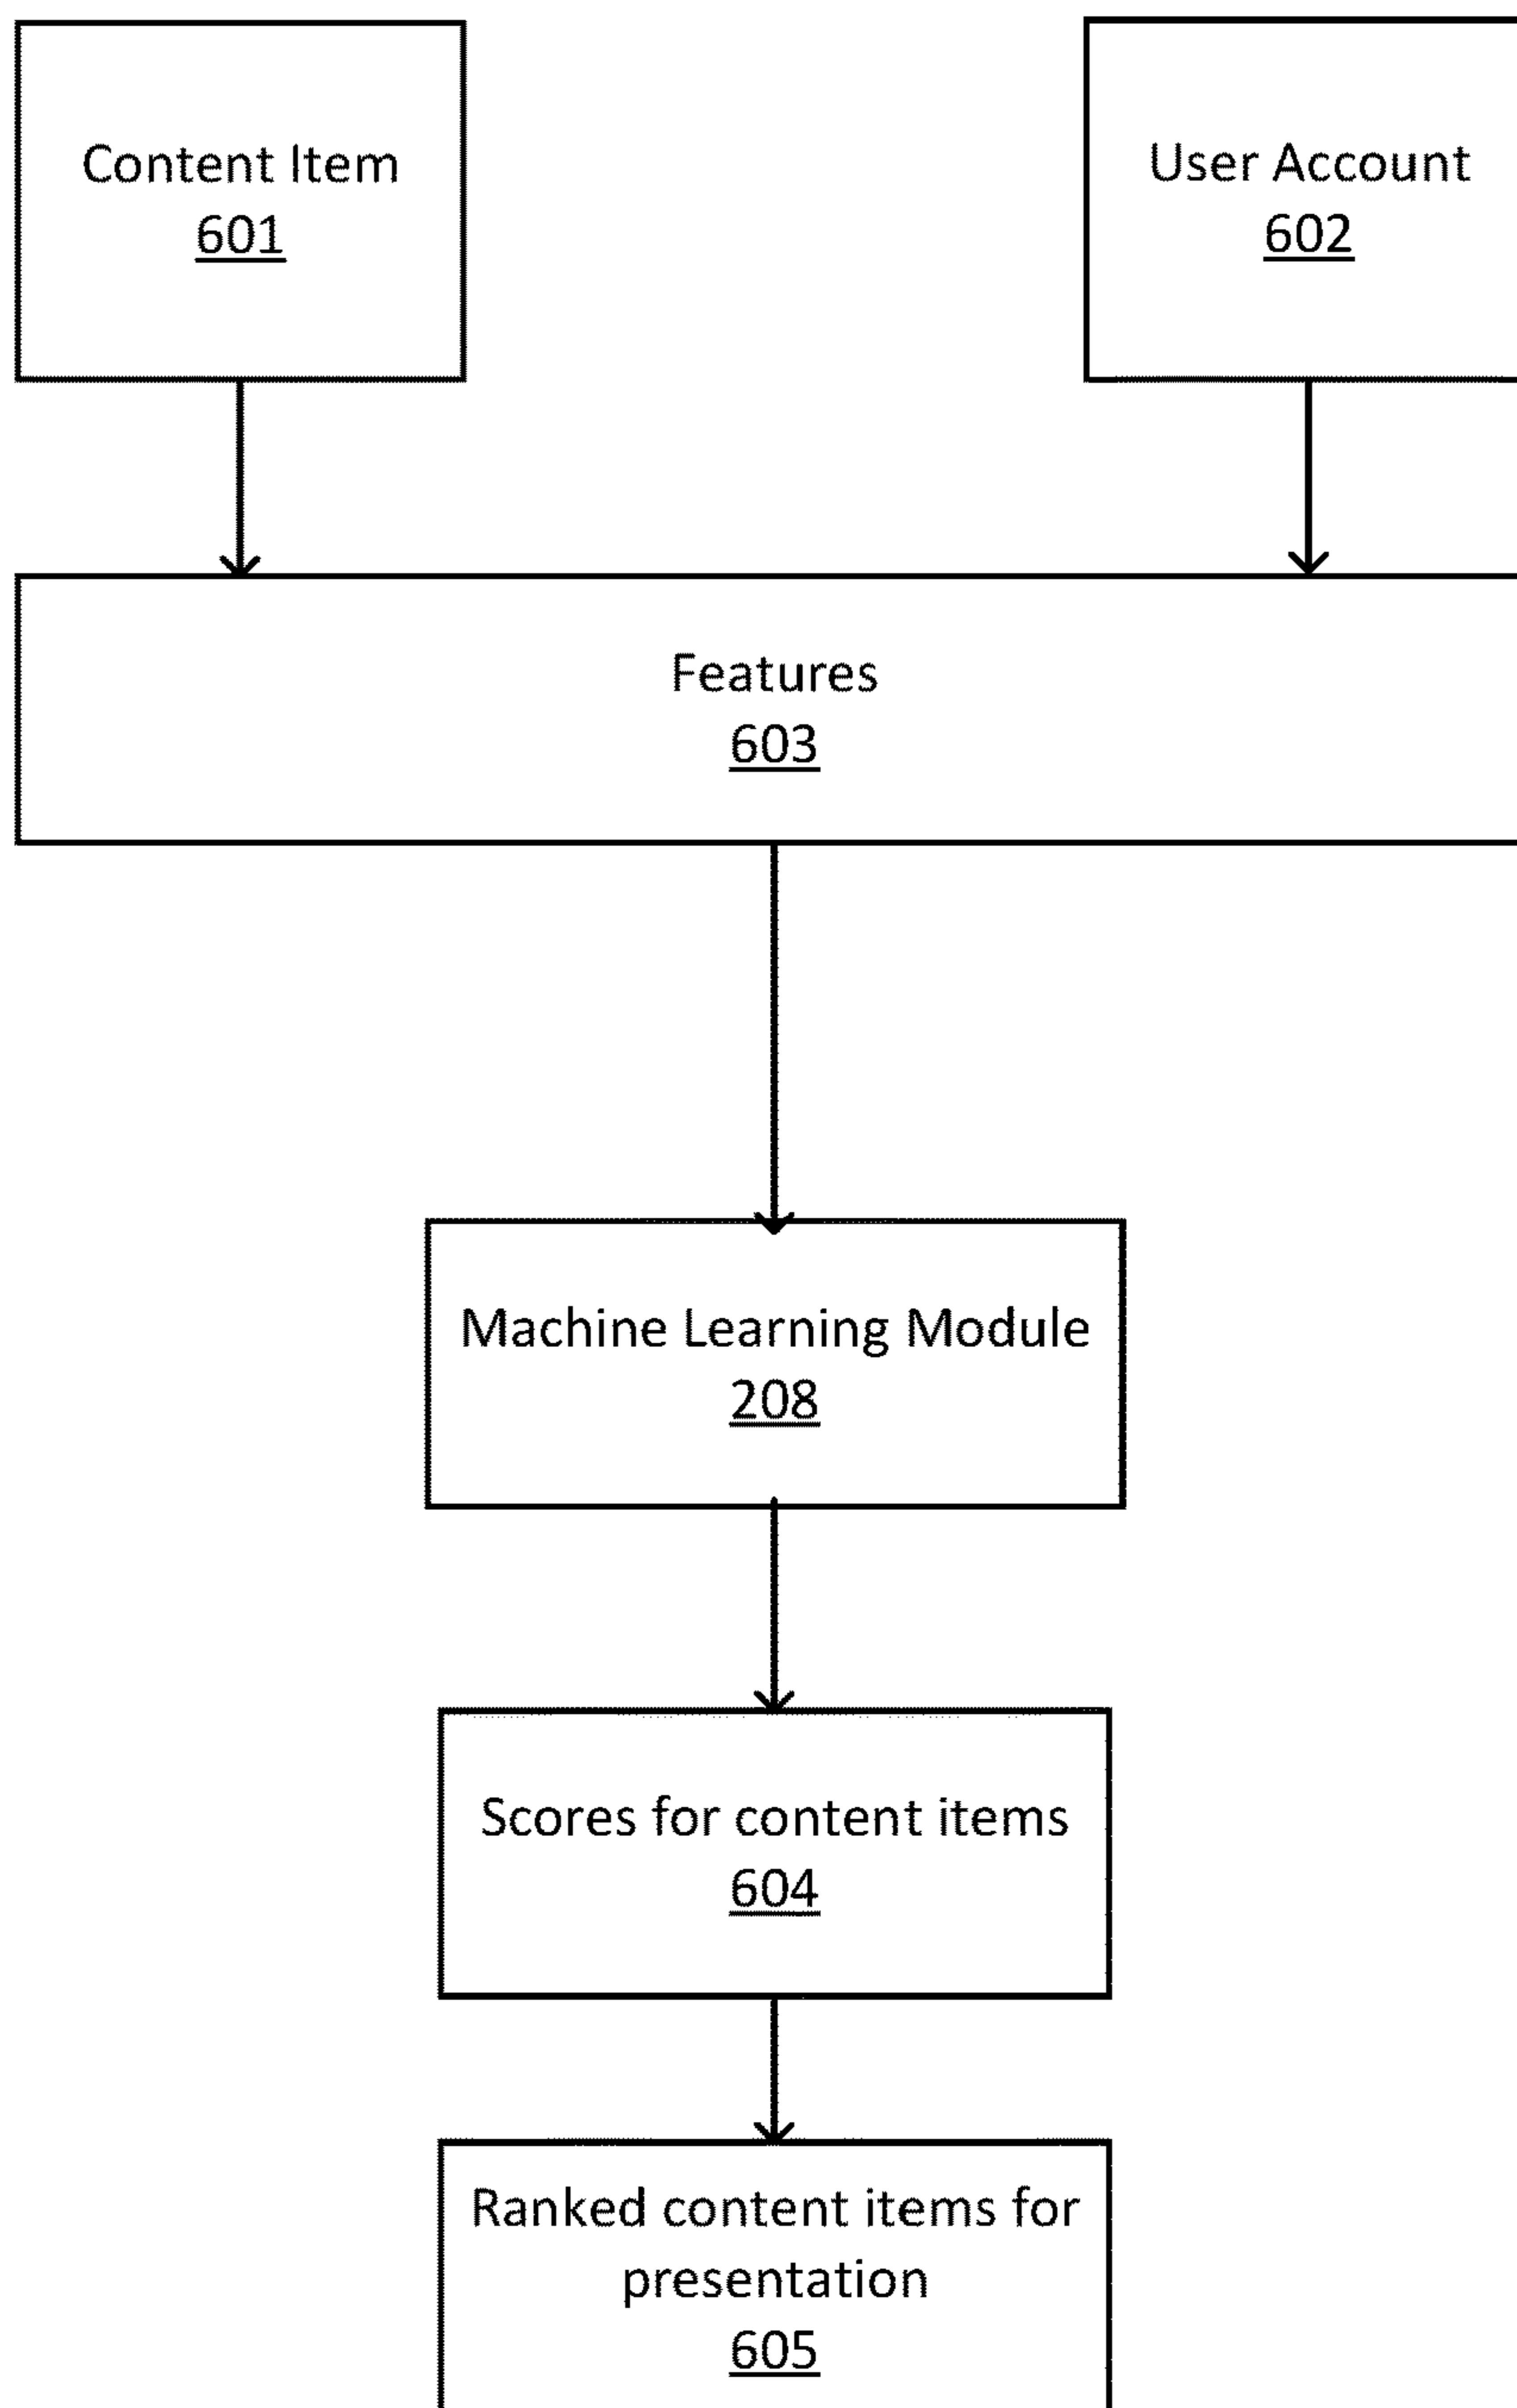 Content Item
601
User Account
602
Features
603
Machine Learning Module
208
Scores for content items
604
Ranked content items for
presentation
605